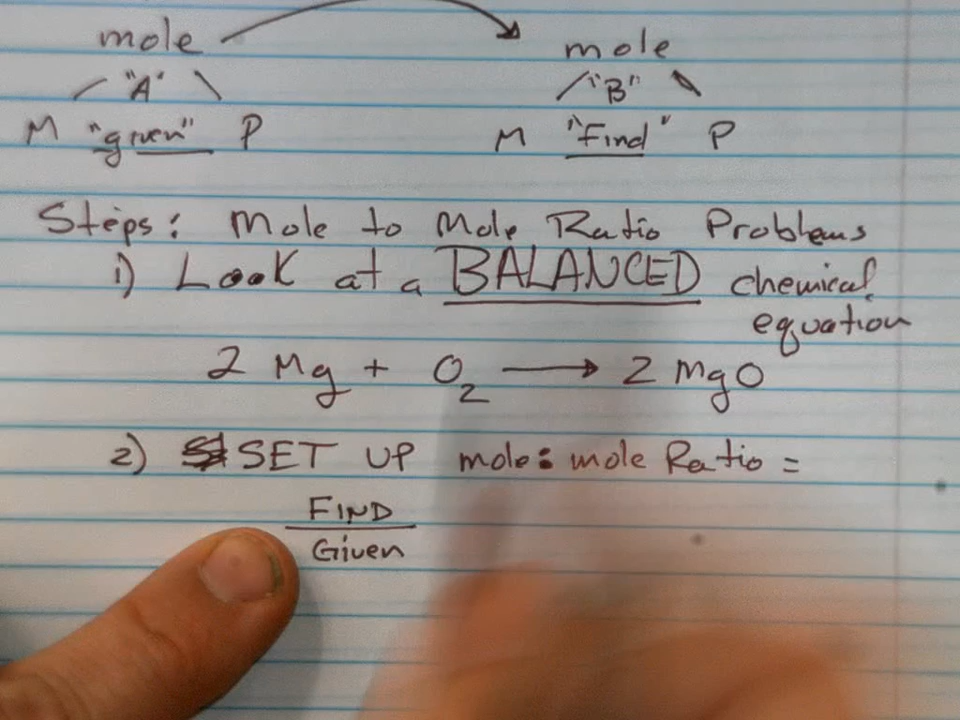 mole mole
"A" "B"
M "given" P M "Find" P
Steps: Mole to Mole Ratio Problems
1) Look at a BALANCED chemical
equation
2 Mg + O₂ → 2 MgO
2) SET UP mole: mole Ratio =
FIND
Given